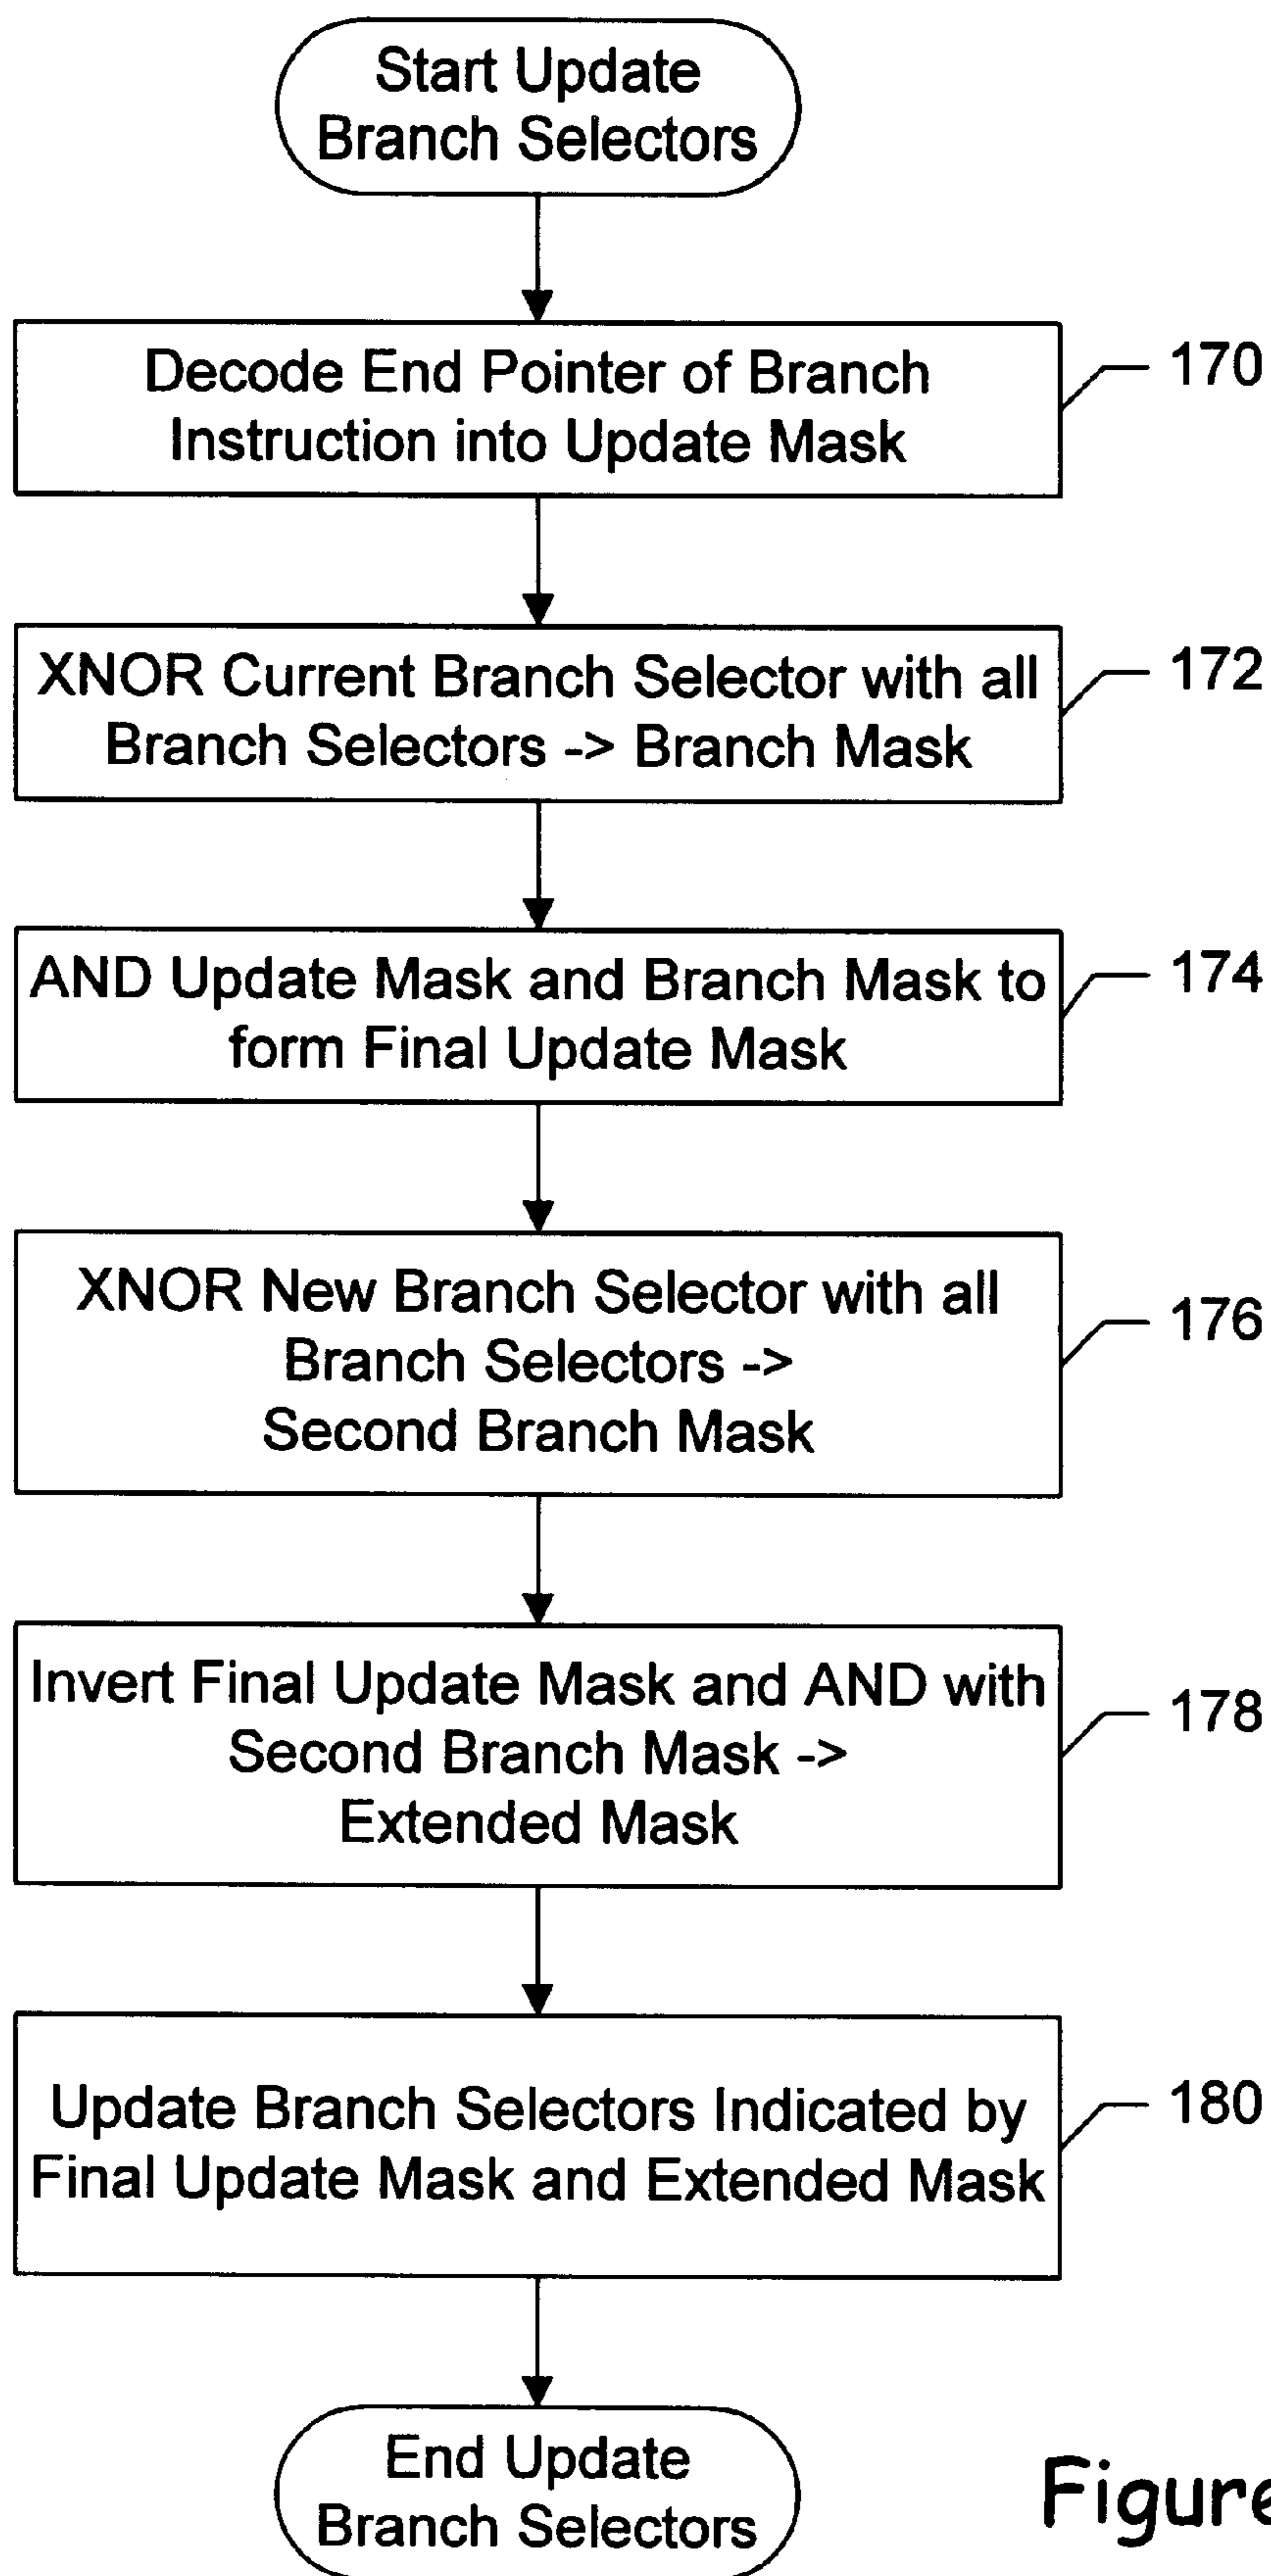 Start Update
Branch Selectors
Decode End Pointer of Branch
Instruction into Update Mask
170
XNOR Current Branch Selector with all
Branch Selectors -> Branch Mask
172
AND Update Mask and Branch Mask to
form Final Update Mask
174
XNOR New Branch Selector with all
Branch Selectors ->
Second Branch Mask
176
Invert Final Update Mask and AND with
Second Branch Mask ->
Extended Mask
178
Update Branch Selectors Indicated by
Final Update Mask and Extended Mask
180
End Update
Branch Selectors
Figure